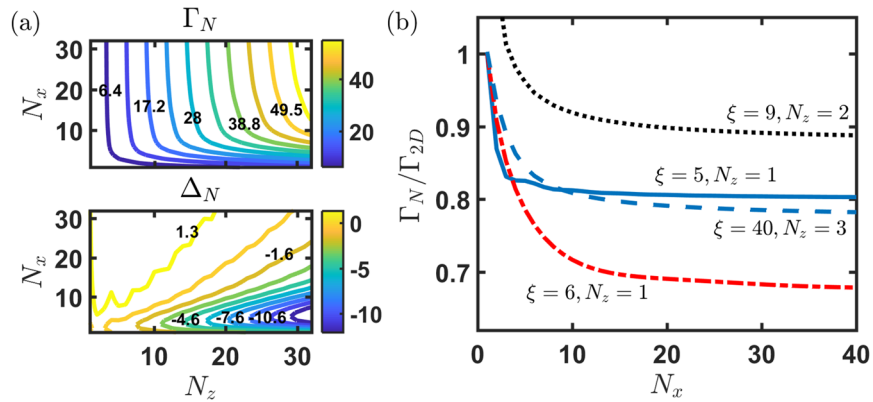 (a)
Γ_N
N_x
30
20
10
6.4
17.2
28
38.8
49.5
40
20
Δ_N
N_x
30
20
10
1.3
-1.6
-4.6
-7.6
-10.6
0
-5
-10
10
20
30
N_z
(b)
Γ_N/Γ_{2D}
1
0.9
0.8
0.7
ξ = 9, N_z = 2
ξ = 5, N_z = 1
ξ = 40, N_z = 3
ξ = 6, N_z = 1
0
10
20
30
40
N_x